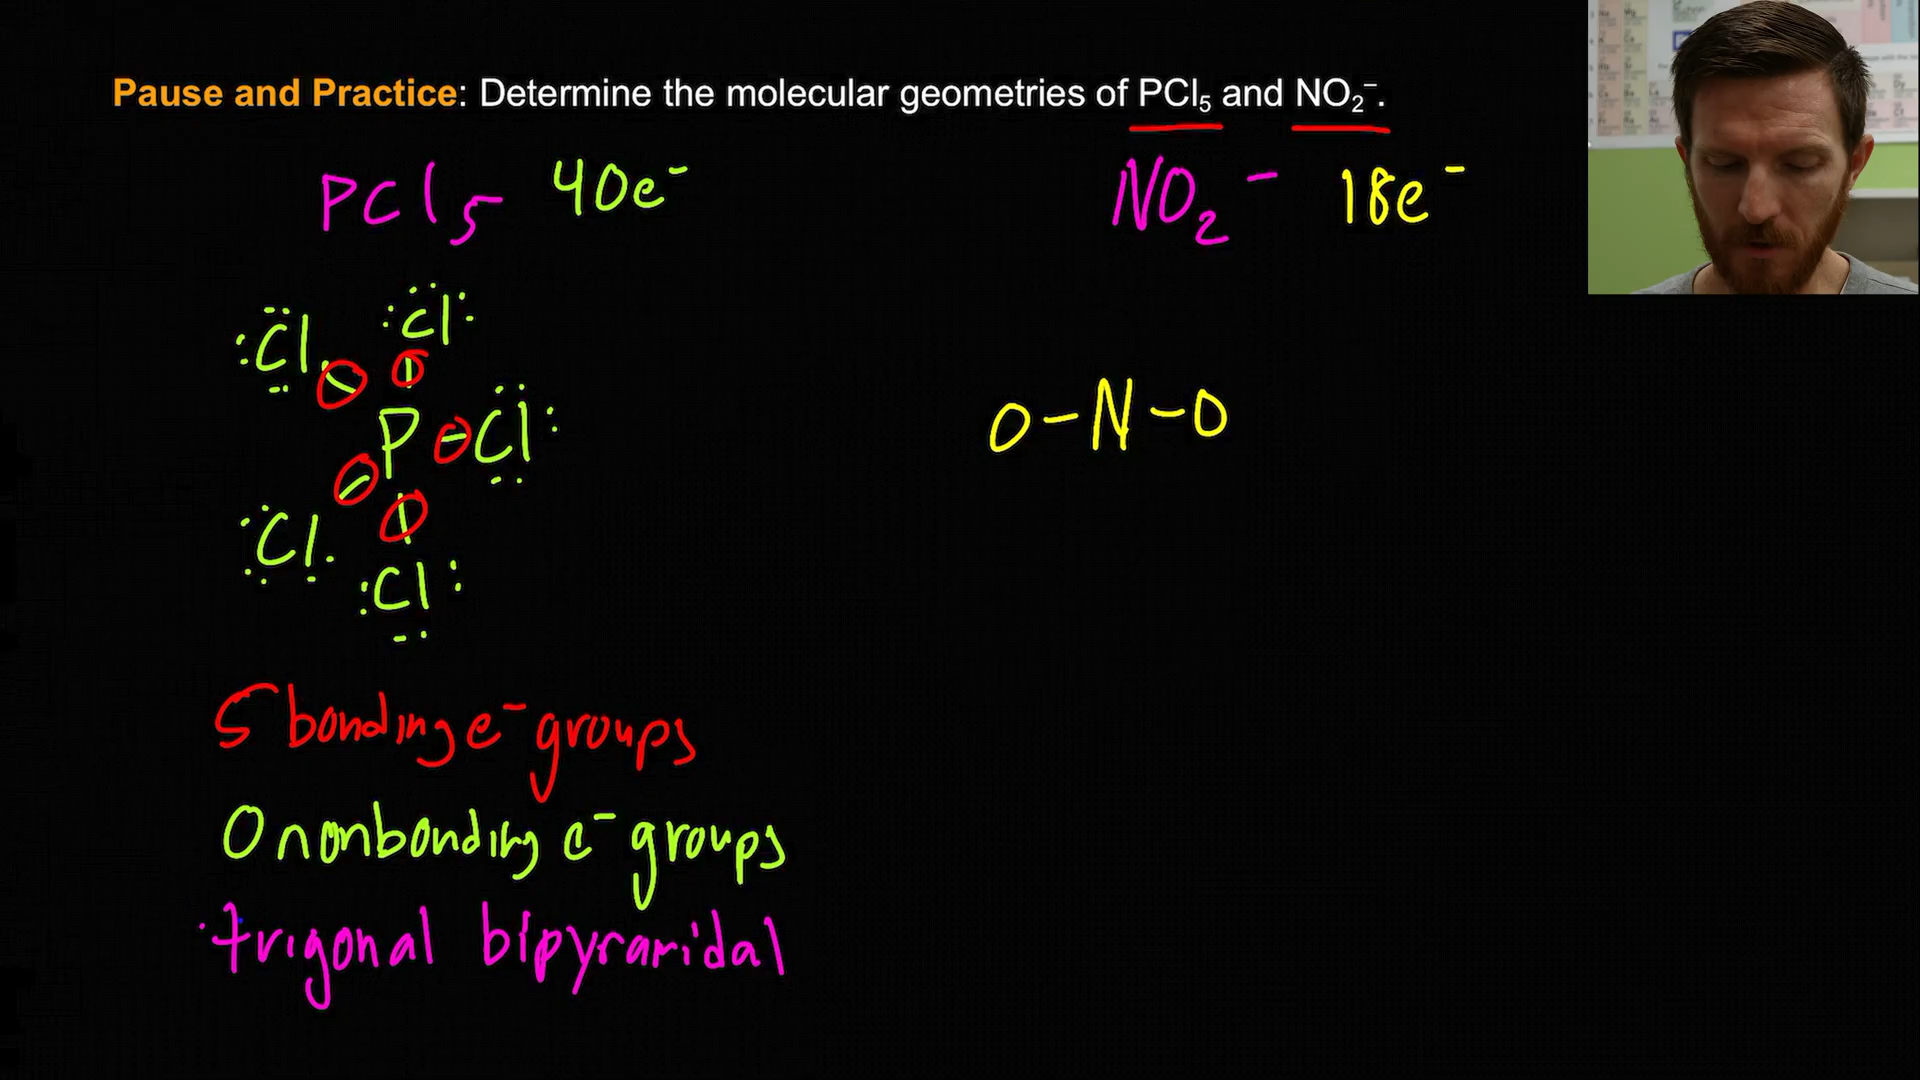 Pause and Practice: Determine the molecular geometries of PCl₅ and NO₂⁻.
PCl₅ 40e⁻
NO₂⁻ 18e⁻
Cl Cl
P Cl
Cl
Cl
O-N-O
5 bonding e⁻ groups
0 nonbonding e⁻ groups
trigonal bipyramidal